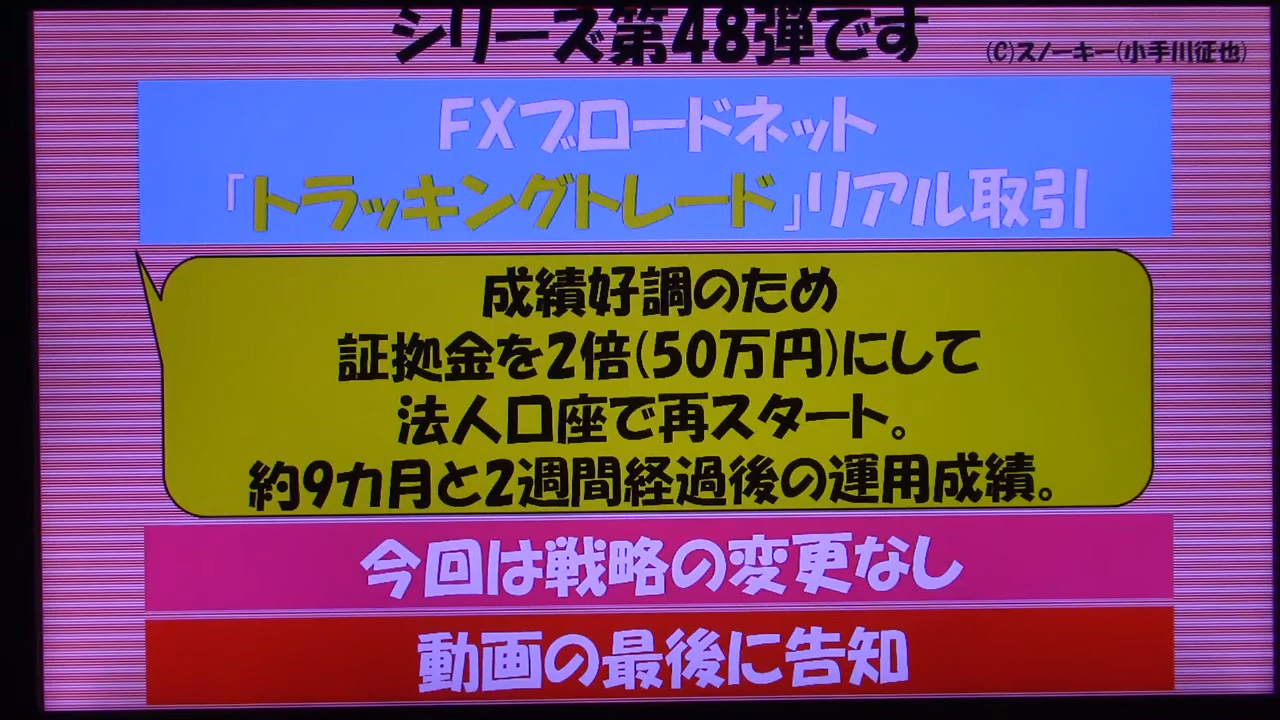 シリーズ第48弾です
(C)スノーキー(小手川征也)
FXブロードネット
「トラッキングトレード」リアル取引
成績好調のため
証拠金を2倍(50万円)にして
法人口座で再スタート。
約9カ月と2週間経過後の運用成績。
今回は戦略の変更なし
動画の最後に告知